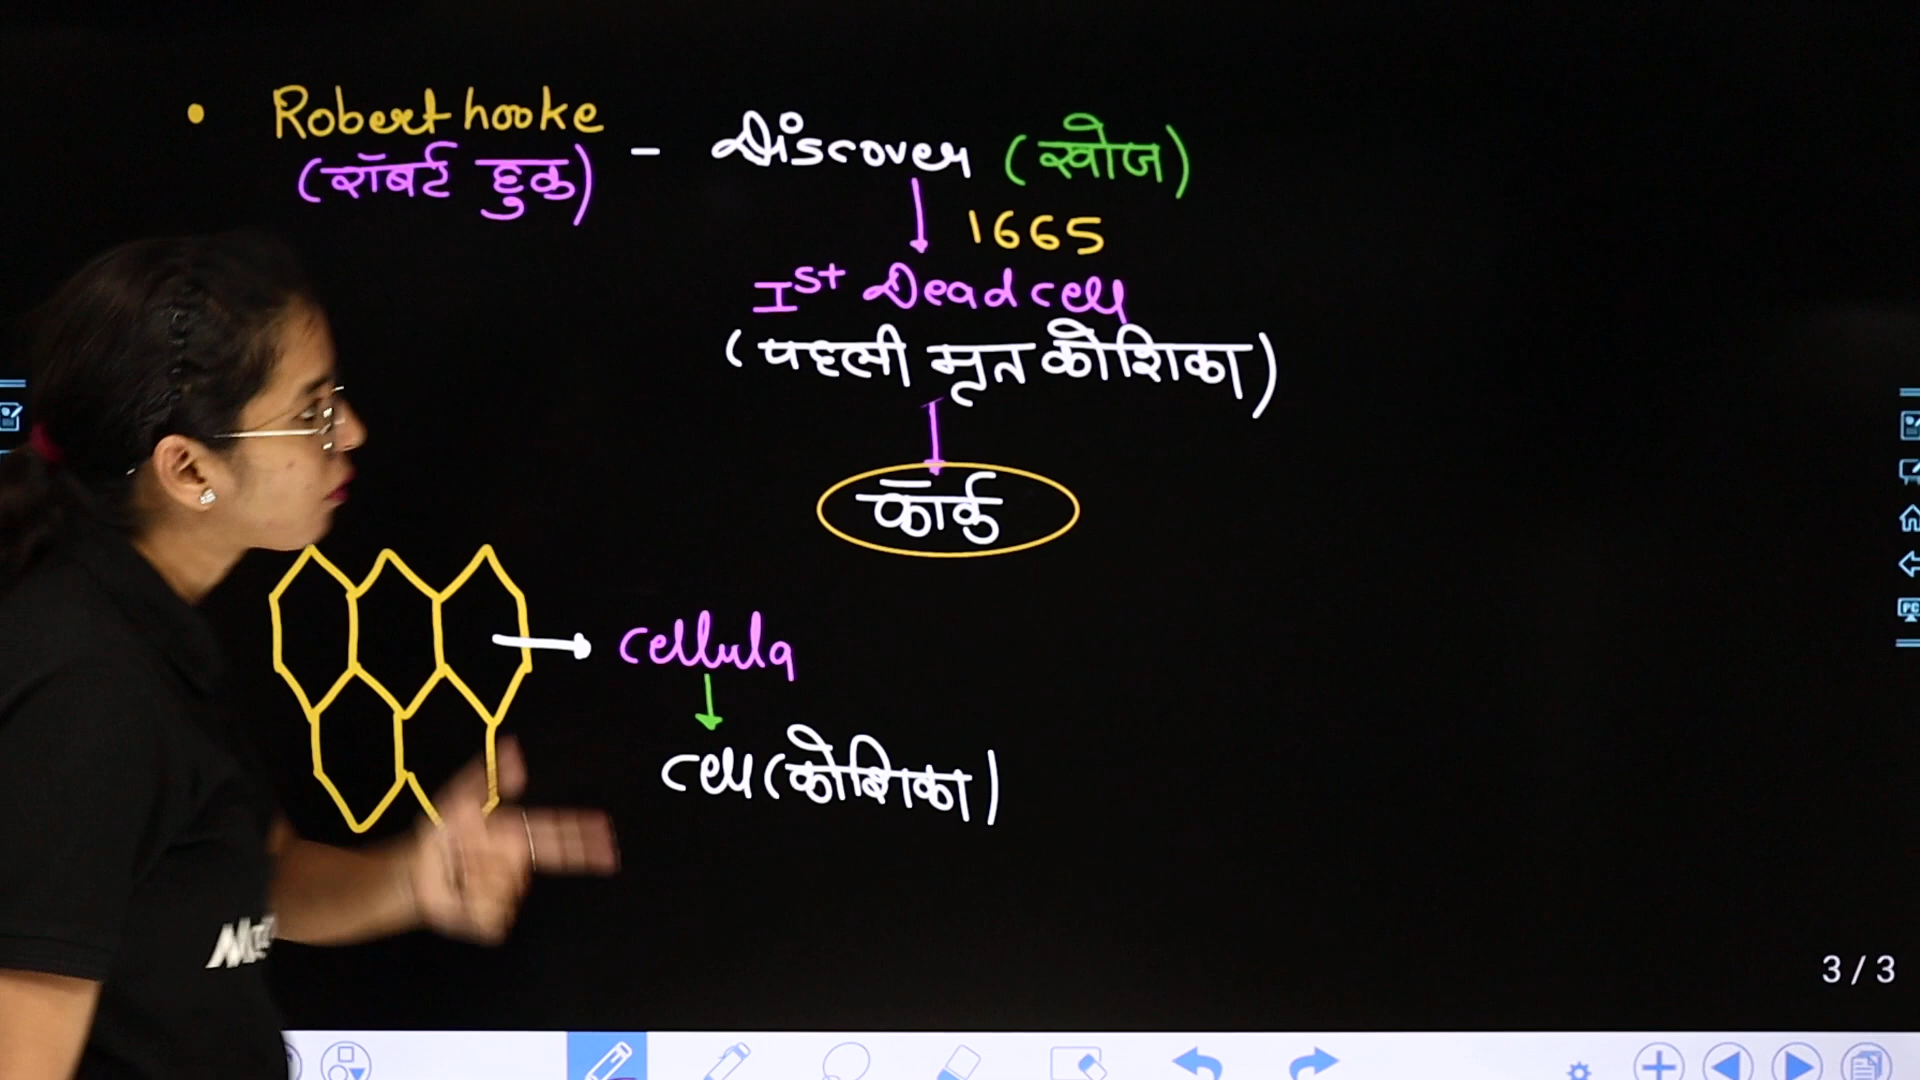 • Robert hooke
(रॉबर्ट हुक) - Discover (खोज)
1665
Ist Dead cell
(पहली मृत कोशिका)
कॉर्क
cellula
cell (कोशिका)
3 / 3